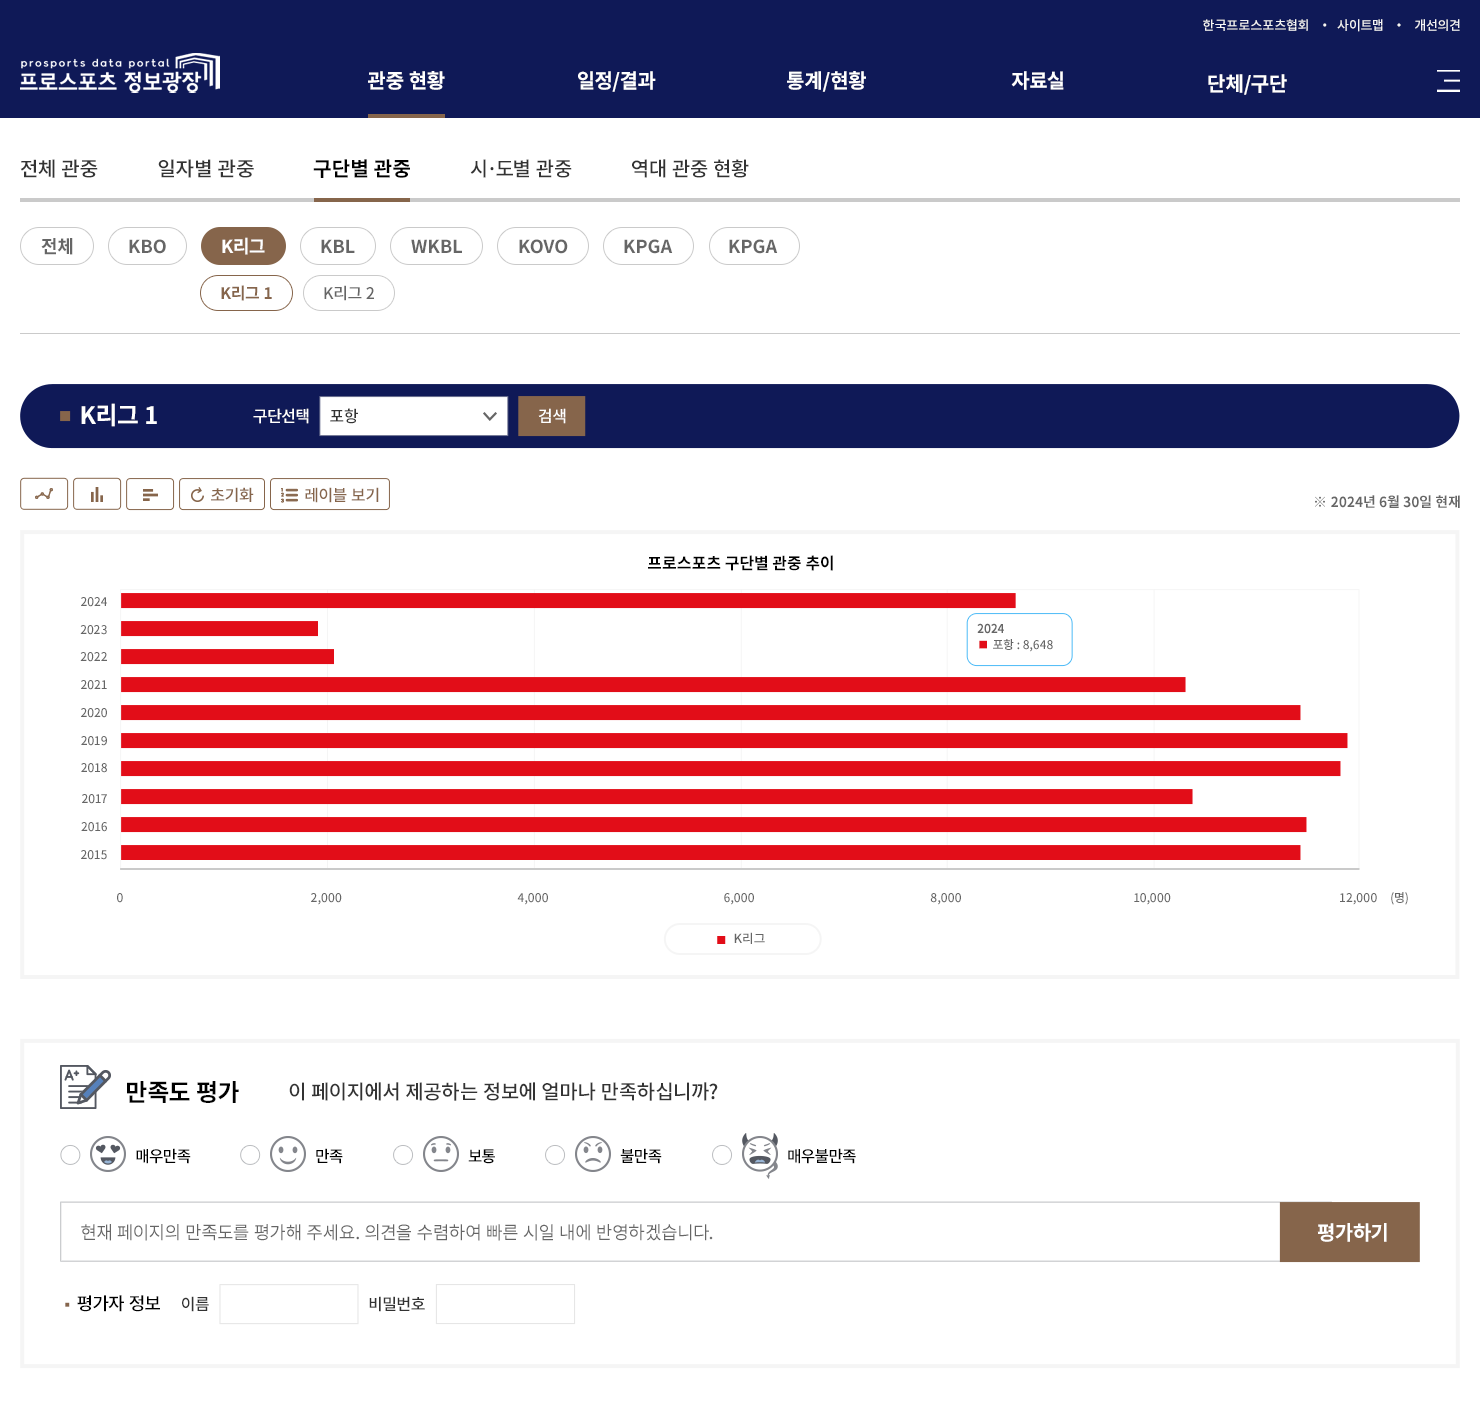 한국프로스포츠협회 • 사이트맵 • 개선의견
prosports data portal
프로스포츠 정보광장
관중 현황 일정/결과 통계/현황 자료실 단체/구단
전체 관중 일자별 관중 구단별 관중 시·도별 관중 역대 관중 현황
전체 KBO K리그 KBL WKBL KOVO KPGA KPGA
K리그 1 K리그 2
K리그 1 구단선택 포항 검색
초기화 레이블 보기
※ 2024년 6월 30일 현재
프로스포츠 구단별 관중 추이
2024
2023
2022
2021
2020
2019
2018
2017
2016
2015
2024
포항 : 8,648
0 2,000 4,000 6,000 8,000 10,000 12,000 (명)
K리그
A+ 만족도 평가 이 페이지에서 제공하는 정보에 얼마나 만족하십니까?
매우만족 만족 보통 불만족 매우불만족
현재 페이지의 만족도를 평가해 주세요. 의견을 수렴하여 빠른 시일 내에 반영하겠습니다. 평가하기
평가자 정보 이름 비밀번호